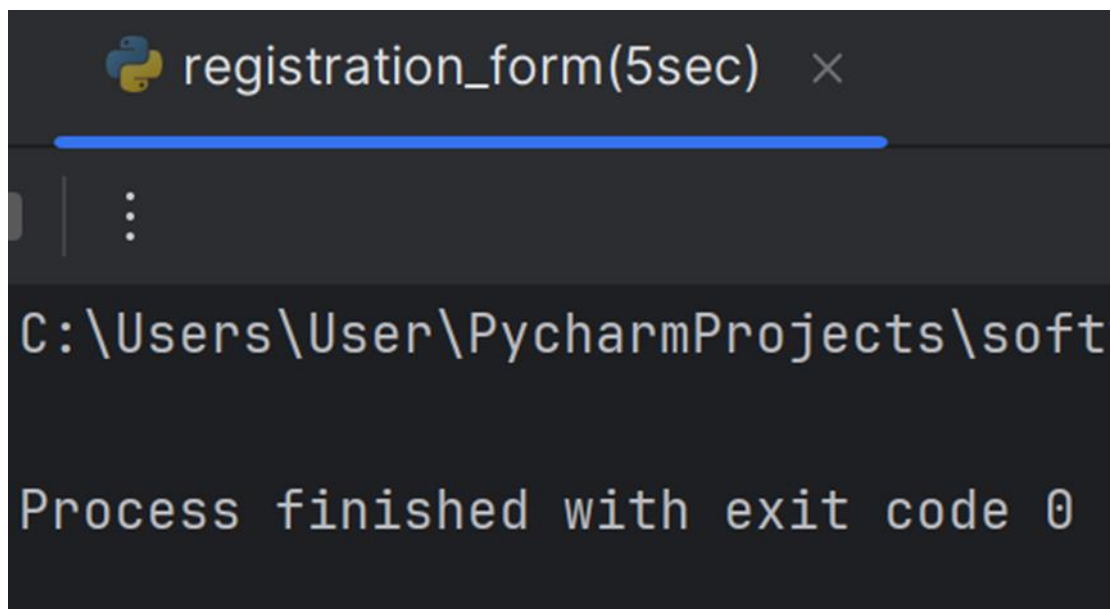 registration_form(5sec)
C:\Users\User\PycharmProjects\soft
Process finished with exit code 0